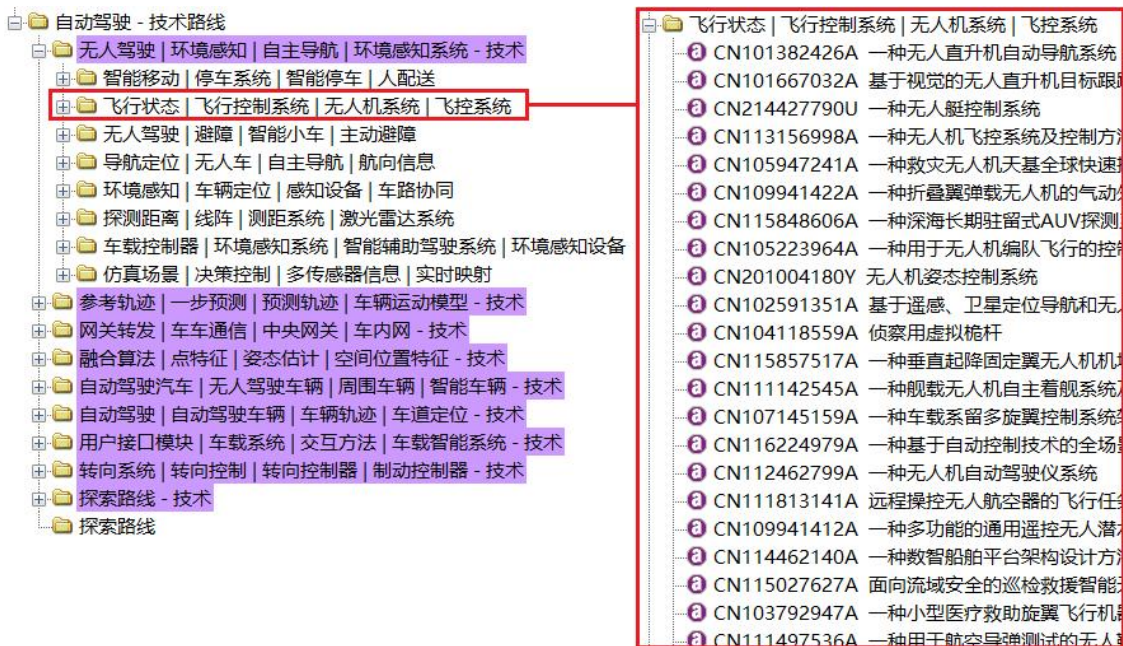 自动驾驶 - 技术路线
无人驾驶 | 环境感知 | 自主导航 | 环境感知系统 - 技术
智能移动 | 停车系统 | 智能停车 | 人配送
飞行状态 | 飞行控制系统 | 无人机系统 | 飞控系统
无人驾驶 | 避障 | 智能小车 | 主动避障
导航定位 | 无人车 | 自主导航 | 航向信息
环境感知 | 车辆定位 | 感知设备 | 车路协同
探测距离 | 线阵 | 测距系统 | 激光雷达系统
车载控制器 | 环境感知系统 | 智能辅助驾驶系统 | 环境感知设备
仿真场景 | 决策控制 | 多传感器信息 | 实时映射
参考轨迹 | 一步预测 | 预测轨迹 | 车辆运动模型 - 技术
网关转发 | 车车通信 | 中央网关 | 车内网 - 技术
融合算法 | 点特征 | 姿态估计 | 空间位置特征 - 技术
自动驾驶汽车 | 无人驾驶车辆 | 周围车辆 | 智能车辆 - 技术
自动驾驶 | 自动驾驶车辆 | 车辆轨迹 | 车道定位 - 技术
用户接口模块 | 车载系统 | 交互方法 | 车载智能系统 - 技术
转向系统 | 转向控制 | 转向控制器 | 制动控制器 - 技术
探索路线 - 技术
探索路线
飞行状态 | 飞行控制系统 | 无人机系统 | 飞控系统
CN101382426A 一种无人直升机自动导航系统
CN101667032A 基于视觉的无人直升机目标跟
CN214427790U 一种无人艇控制系统
CN113156998A 一种无人机飞控系统及控制方
CN105947241A 一种救灾无人机天基全球快速
CN109941422A 一种折叠翼弹载无人机的气动
CN115848606A 一种深海长期驻留式AUV探测
CN105223964A 一种用于无人机编队飞行的控
CN201004180Y 无人机姿态控制系统
CN102591351A 基于遥感、卫星定位导航和无
CN104118559A 侦察用虚拟桅杆
CN115857517A 一种垂直起降固定翼无人机机
CN111142545A 一种舰载无人机自主着舰系统
CN107145159A 一种车载系留多旋翼控制系统
CN116224979A 一种基于自动控制技术的全场
CN112462799A 一种无人机自动驾驶仪系统
CN111813141A 远程操控无人航空器的飞行任
CN109941412A 一种多功能的通用遥控无人潜
CN114462140A 一种数智船舶平台架构设计方
CN115027627A 面向流域安全的巡检救援智能
CN103792947A 一种小型医疗救助旋翼飞行机
CN111497536A 一种用于航空导弹测试的无人